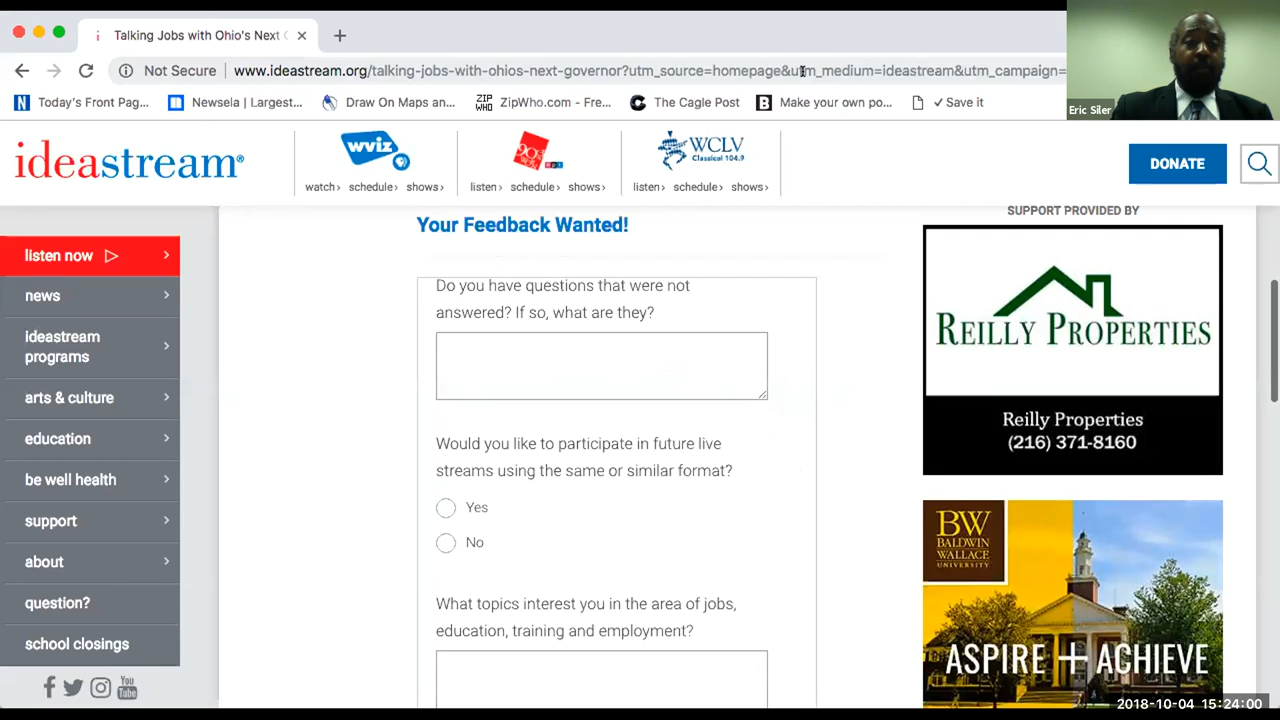 Talking Jobs with Ohio's Next
Not Secure www.ideastream.org/talking-jobs-with-ohios-next-governor?utm_source=homepage&utm_medium=ideastream&utm_campaign=
Eric Siler
Today's Front Pag...
Newsela | Largest...
Draw On Maps an...
ZIP WHO ZipWho.com - Fre...
The Cagle Post
B Make your own po...
✓ Save it
ideastream®
wviz
watch› schedule› shows›
listen› schedule› shows›
WCLV
Classical 104.9
listen› schedule› shows›
DONATE
listen now
news
ideastream
programs
arts & culture
education
be well health
support
about
question?
school closings
You
Tube
Your Feedback Wanted!
Do you have questions that were not
answered? If so, what are they?
Would you like to participate in future live
streams using the same or similar format?
Yes
No
What topics interest you in the area of jobs,
education, training and employment?
SUPPORT PROVIDED BY
REILLY PROPERTIES
Reilly Properties
(216) 371-8160
BW
BALDWIN
WALLACE
UNIVERSITY
ASPIRE + ACHIEVE
2018-10-04 15:24:00